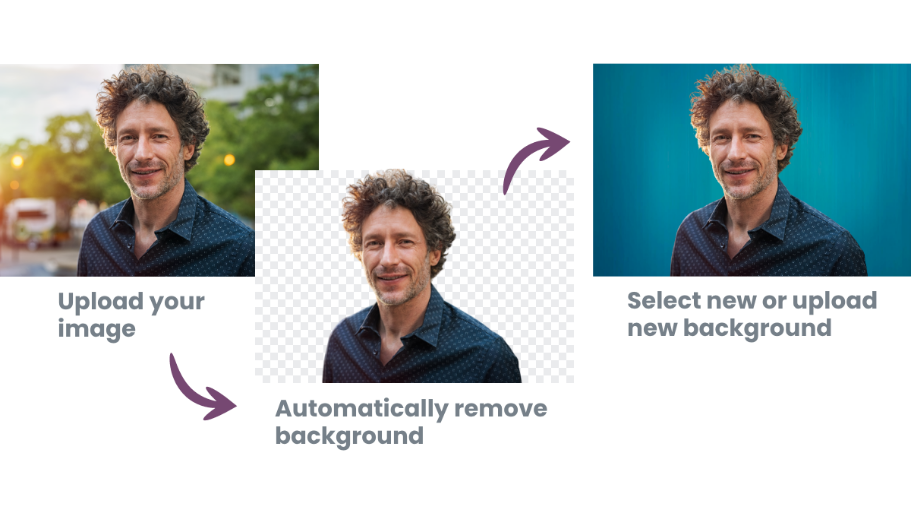 Upload your
image
Automatically remove
background
Select new or upload
new background